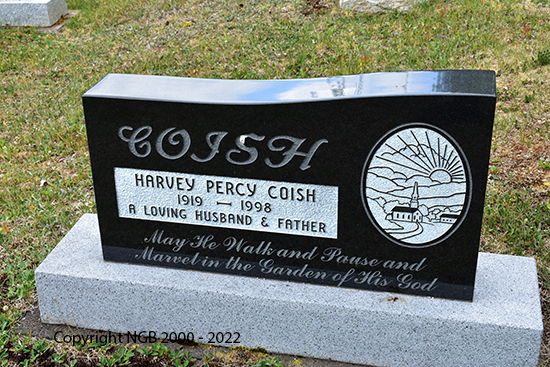 COISH
HARVEY PERCY COISH
1919 — 1998
A LOVING HUSBAND & FATHER
May He Walk and Pause and
Marvel in the Garden of His God
Copyright NGB 2000 - 2022